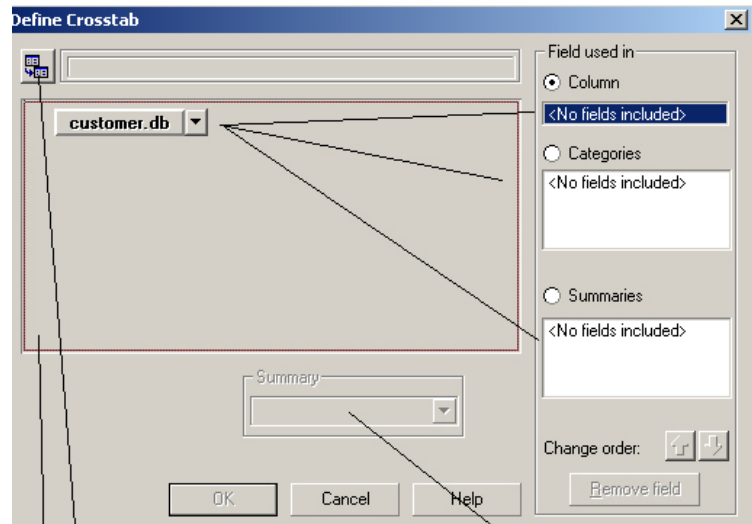 Define Crosstab
Field used in
Column
<No fields included>
customer.db
Categories
<No fields included>
Summaries
<No fields included>
Summary
Change order:
OK
Cancel
Help
Remove field